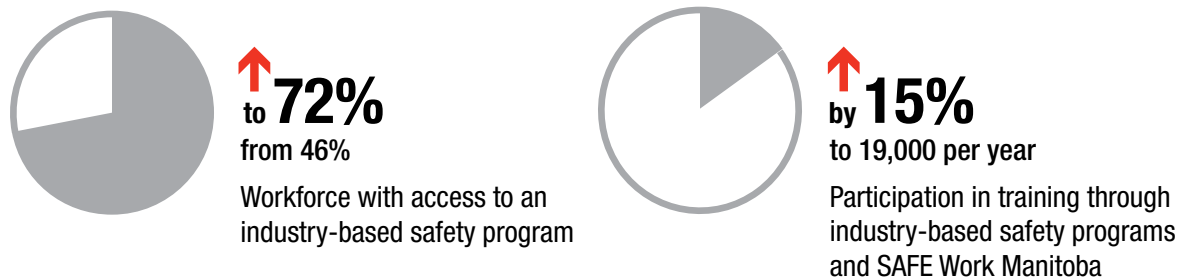 to 72%
from 46%
Workforce with access to an
industry-based safety program
by 15%
to 19,000 per year
Participation in training through
industry-based safety programs
and SAFE Work Manitoba